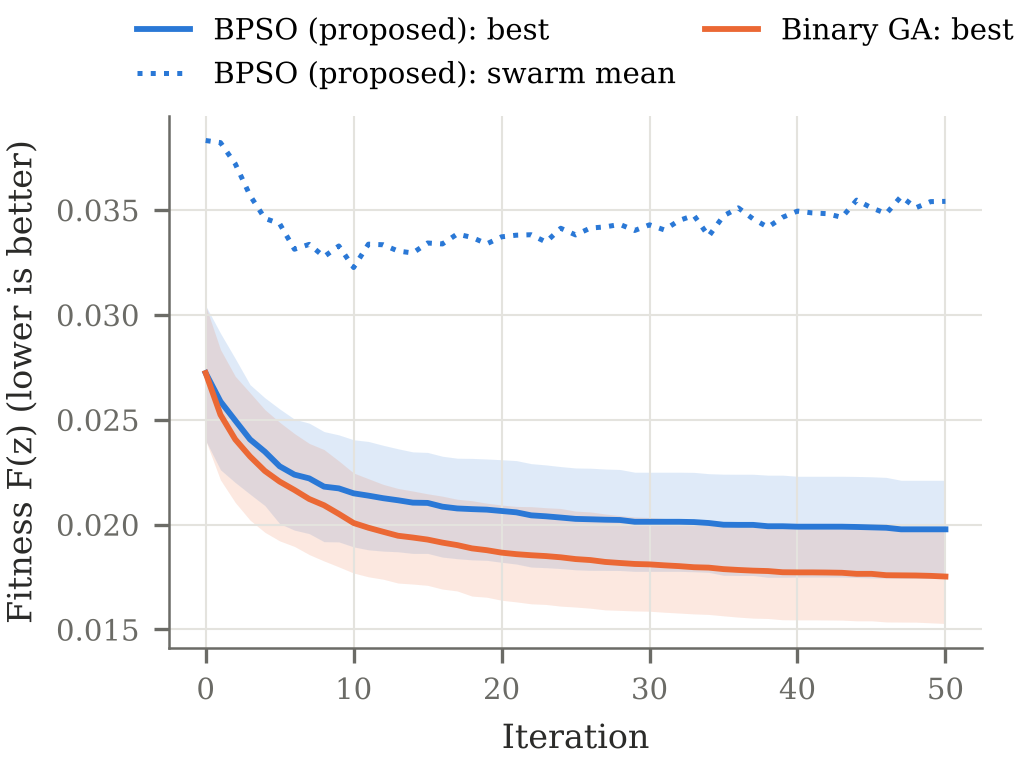 BPSO (proposed): best
Binary GA: best
BPSO (proposed): swarm mean
Fitness F(z) (lower is better)
0.035
0.030
0.025
0.020
0.015
0 10 20 30 40 50
Iteration